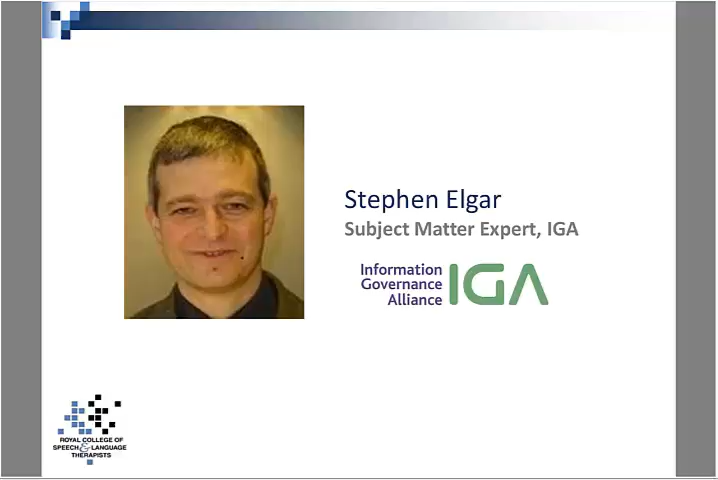 Stephen Elgar
Subject Matter Expert, IGA
Information
Governance
Alliance
IGA
ROYAL COLLEGE OF
SPEECH & LANGUAGE
THERAPISTS